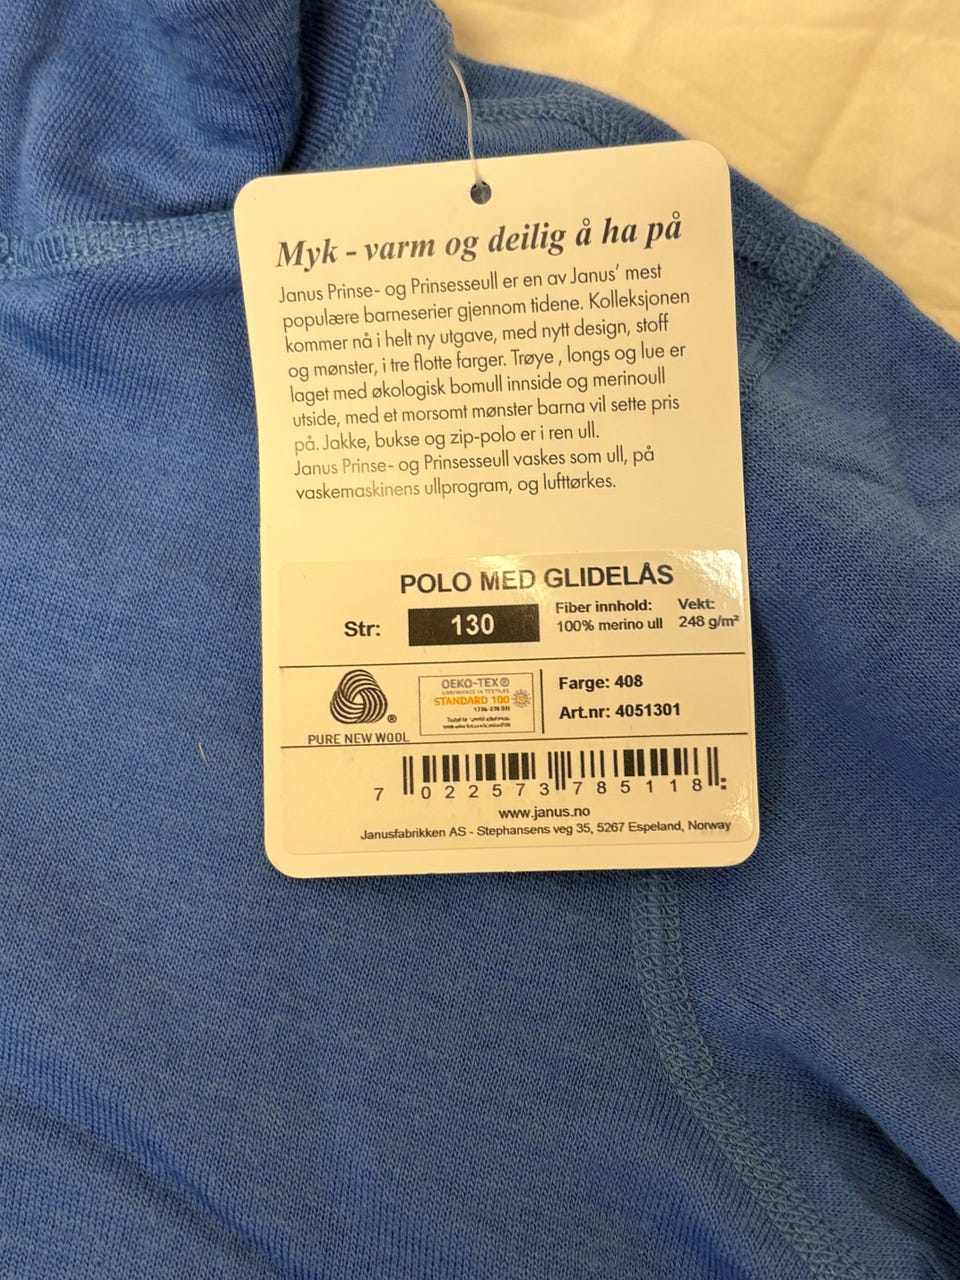 Myk - varm og deilig å ha på
Janus Prinse- og Prinsesseull er en av Janus' mest
populære barneserier gjennom tidene. Kolleksjonen
kommer nå i helt ny utgave, med nytt design, stoff
og mønster, i tre flotte farger. Trøye , longs og lue er
laget med økologisk bomull innside og merinoull
utside, med et morsomt mønster barna vil sette pris
på. Jakke, bukse og zip-polo er i ren ull.
Janus Prinse- og Prinsesseull vaskes som ull, på
vaskemaskinens ullprogram, og lufttørkes.
POLO MED GLIDELÅS
Str: 130
Fiber innhold:
100% merino ull
Vekt:
248 g/m²
®
PURE NEW WOOL
OEKO-TEX®
CONFIDENCE IN TEXTILES
STANDARD 100
Farge: 408
Art.nr: 4051301
7 022573 785118
www.janus.no
Janusfabrikken AS - Stephansens veg 35, 5267 Espeland, Norway